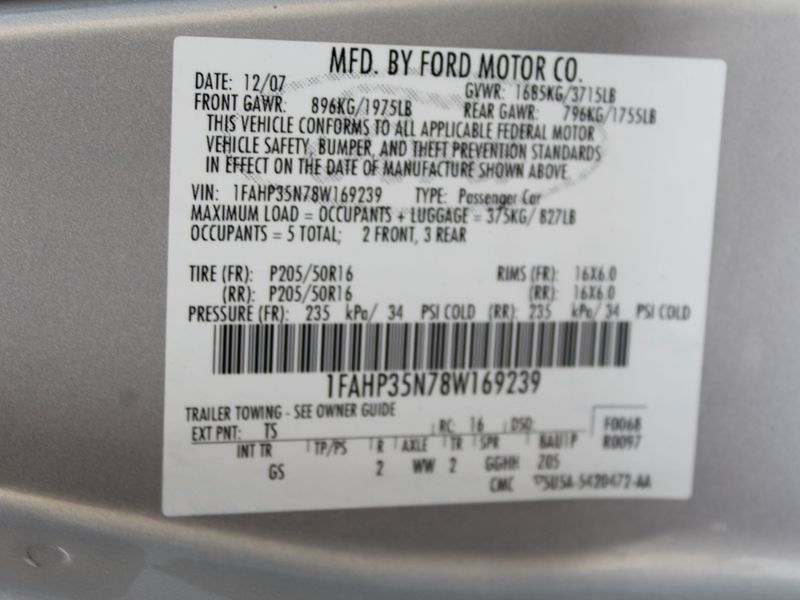 MFD. BY FORD MOTOR CO.
DATE: 12/07 GVWR: 1685KG/3715LB
FRONT GAWR: 896KG/1975LB REAR GAWR: 796KG/1755LB
THIS VEHICLE CONFORMS TO ALL APPLICABLE FEDERAL MOTOR
VEHICLE SAFETY, BUMPER, AND THEFT PREVENTION STANDARDS
IN EFFECT ON THE DATE OF MANUFACTURE SHOWN ABOVE.
VIN: 1FAHP35N78W169239 TYPE: Passenger Car
MAXIMUM LOAD = OCCUPANTS + LUGGAGE = 375KG/ 827LB
OCCUPANTS = 5 TOTAL; 2 FRONT, 3 REAR
TIRE (FR): P205/50R16 RIMS (FR): 16X6.0
(RR): P205/50R16 (RR): 16X6.0
PRESSURE (FR): 235 kPa/ 34 PSI COLD (RR): 235 kPa/ 34 PSI COLD
1FAHP35N78W169239
TRAILER TOWING - SEE OWNER GUIDE
EXT PNT: TS RC: 16 DSO: F0068
INT TR TP/PS R AXLE TR SPR R0097
GS 2 WW 2 GGHH 205
CMC 5U5A-5420472-AA